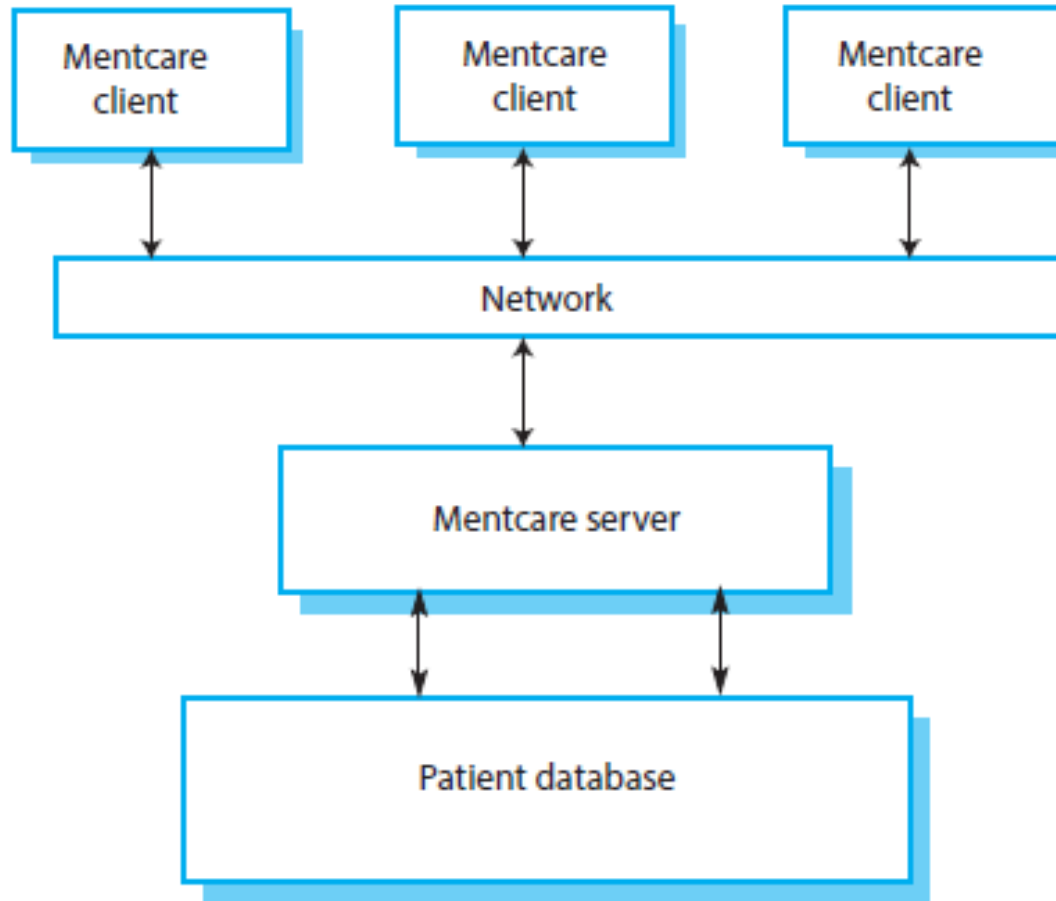 Mentcare
client
Mentcare
client
Mentcare
client
Network
Mentcare server
Patient database